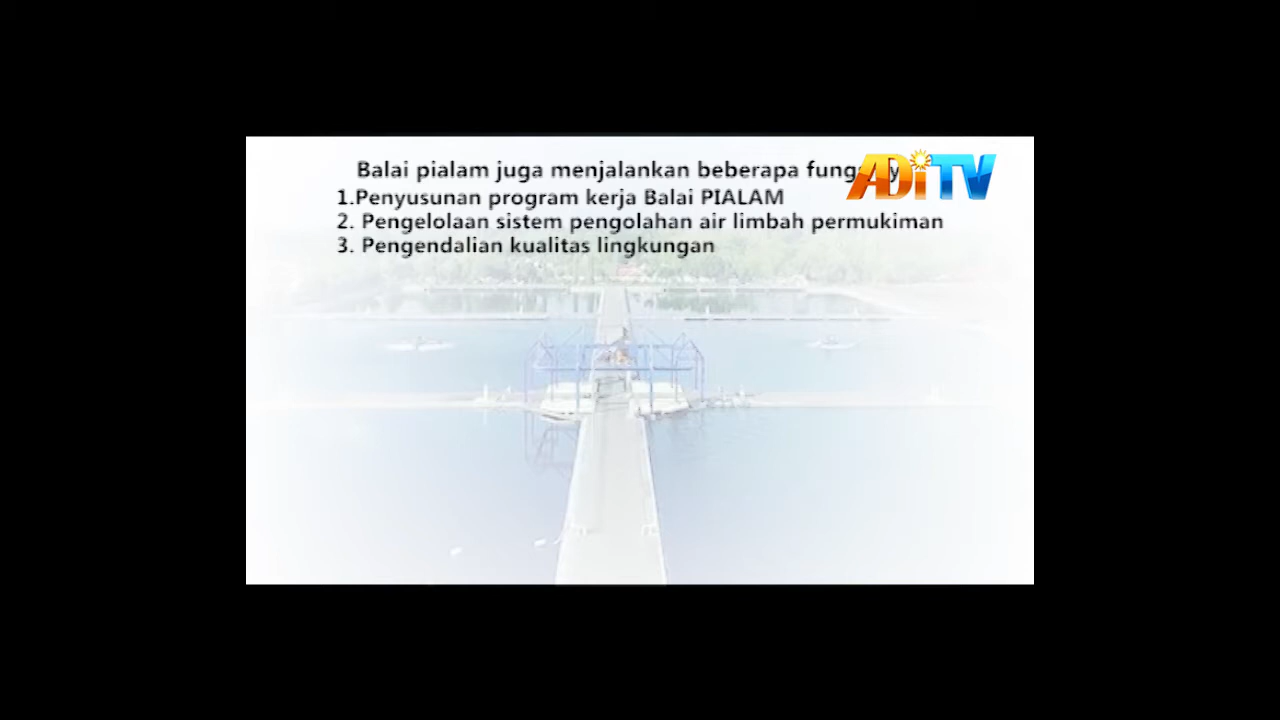 Balai pialam juga menjalankan beberapa
ADiTV
1.Penyusunan program kerja Balai PIALAM
2. Pengelolaan sistem pengolahan air limbah permukiman
3. Pengendalian kualitas lingkungan